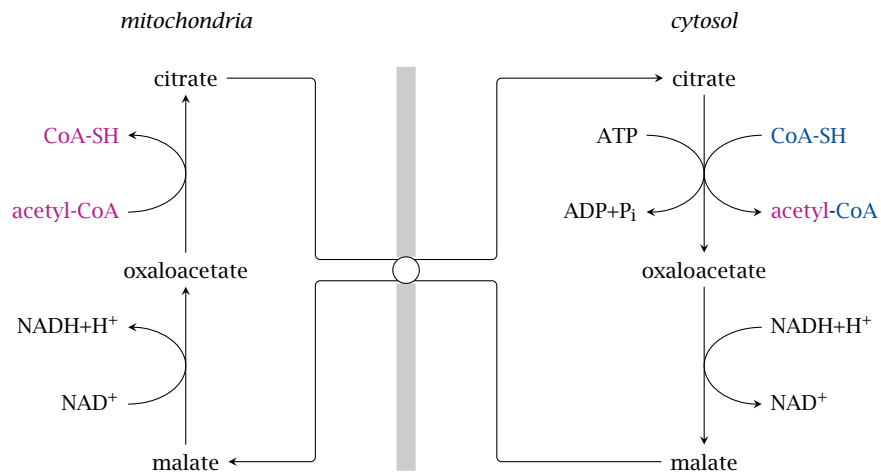 mitochondria
cytosol
citrate
citrate
CoA-SH
ATP
CoA-SH
acetyl-CoA
ADP+Pi
acetyl-CoA
oxaloacetate
oxaloacetate
NADH+H⁺
NADH+H⁺
NAD⁺
NAD⁺
malate
malate